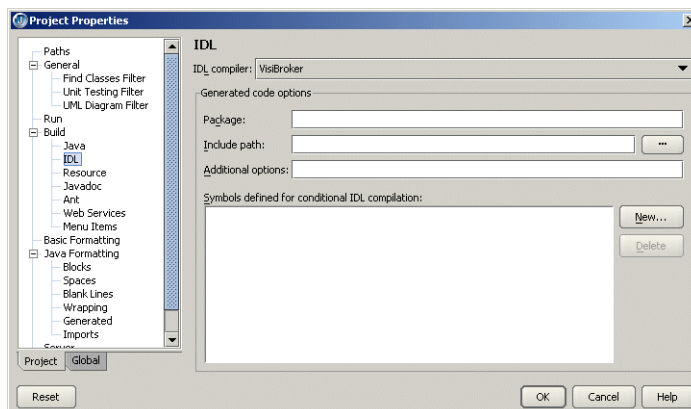 Project Properties
Paths
General
Find Classes Filter
Unit Testing Filter
UML Diagram Filter
Run
Build
Java
IDL
Resource
Javadoc
Ant
Web Services
Menu Items
Basic Formatting
Java Formatting
Blocks
Spaces
Blank Lines
Wrapping
Generated
Imports
Server
Project Global
IDL
IDL compiler: VisiBroker
Generated code options
Package:
Include path: ...
Additional options:
Symbols defined for conditional IDL compilation:
New...
Delete
Reset OK Cancel Help